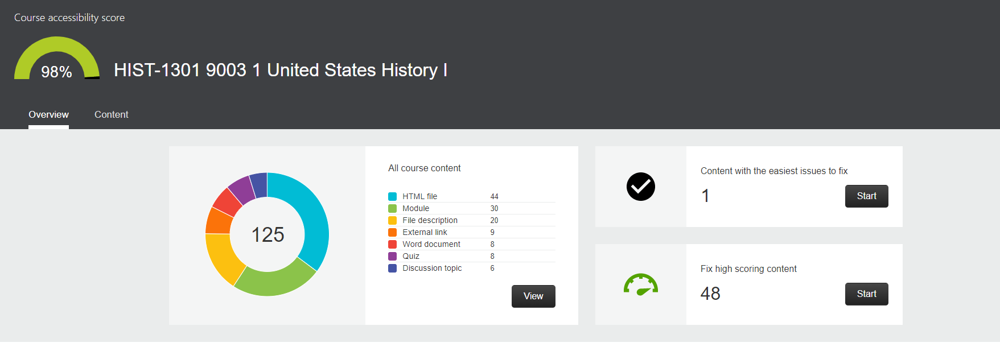 Course accessibility score
98%
HIST-1301 9003 1 United States History I
Overview Content
125
All course content
HTML file 44
Module 30
File description 20
External link 9
Word document 8
Quiz 8
Discussion topic 6
View
Content with the easiest issues to fix
1
Start
Fix high scoring content
48
Start